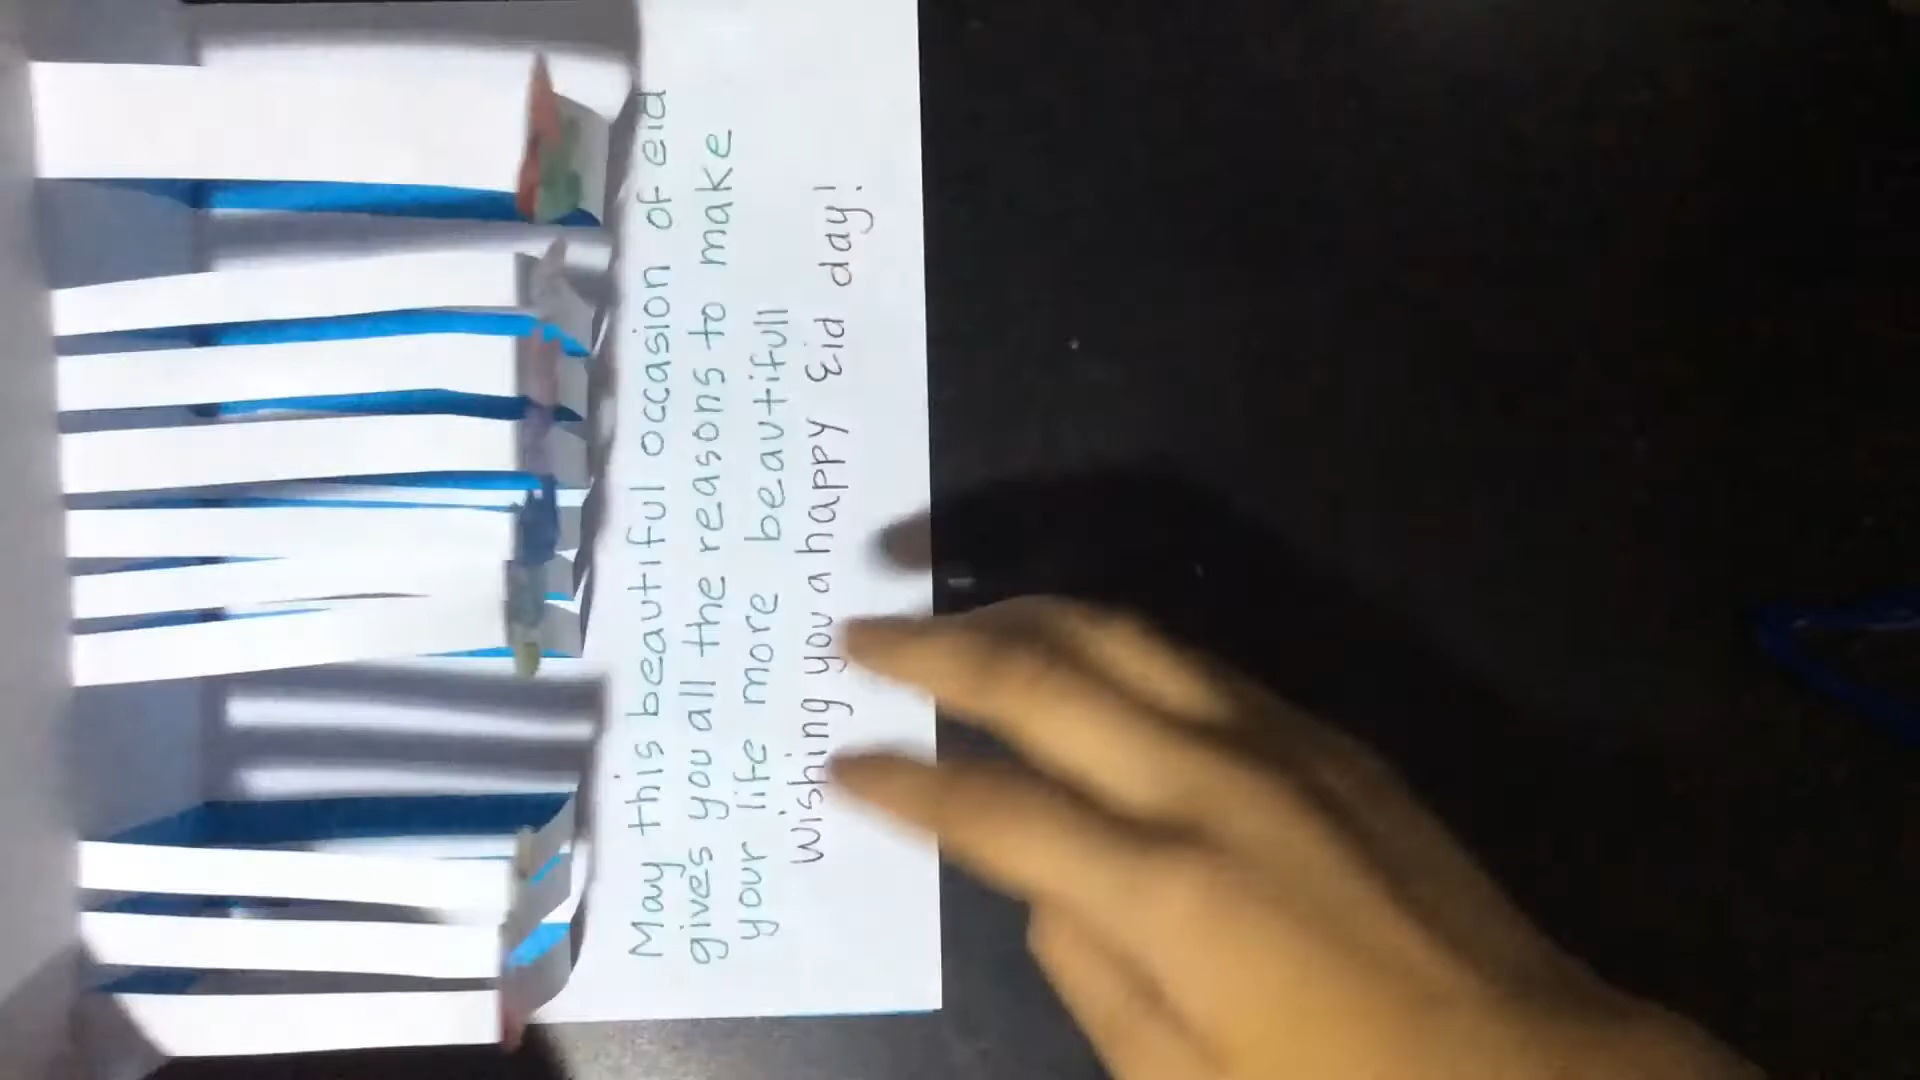 May this beautiful occasion of eid
gives you all the reasons to make
your life more beautifull
Wishing you a happy Eid day!